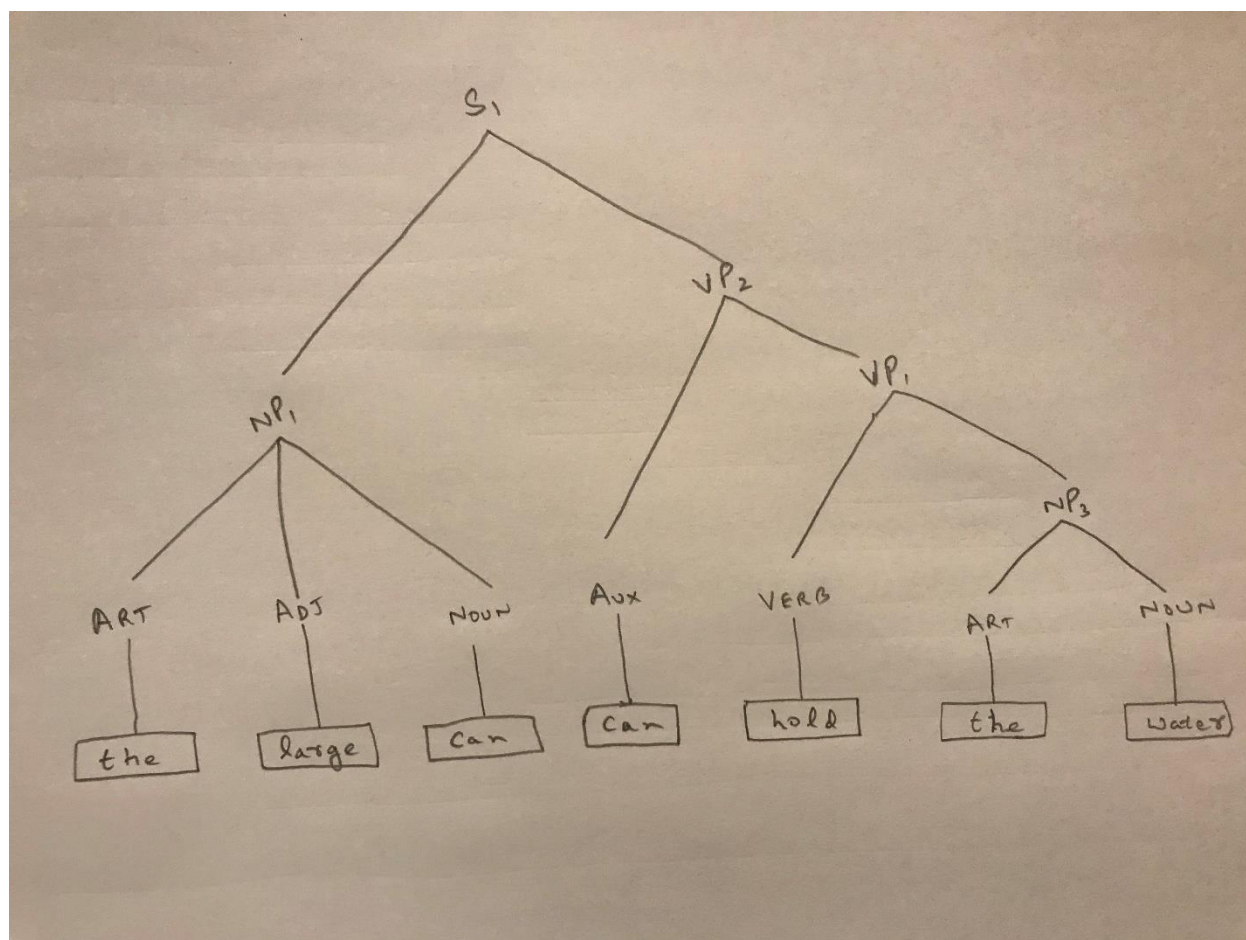 S1
VP2
VP1
NP1
NP3
ART ADJ NOUN AUX VERB ART NOUN
the large can can hold the water